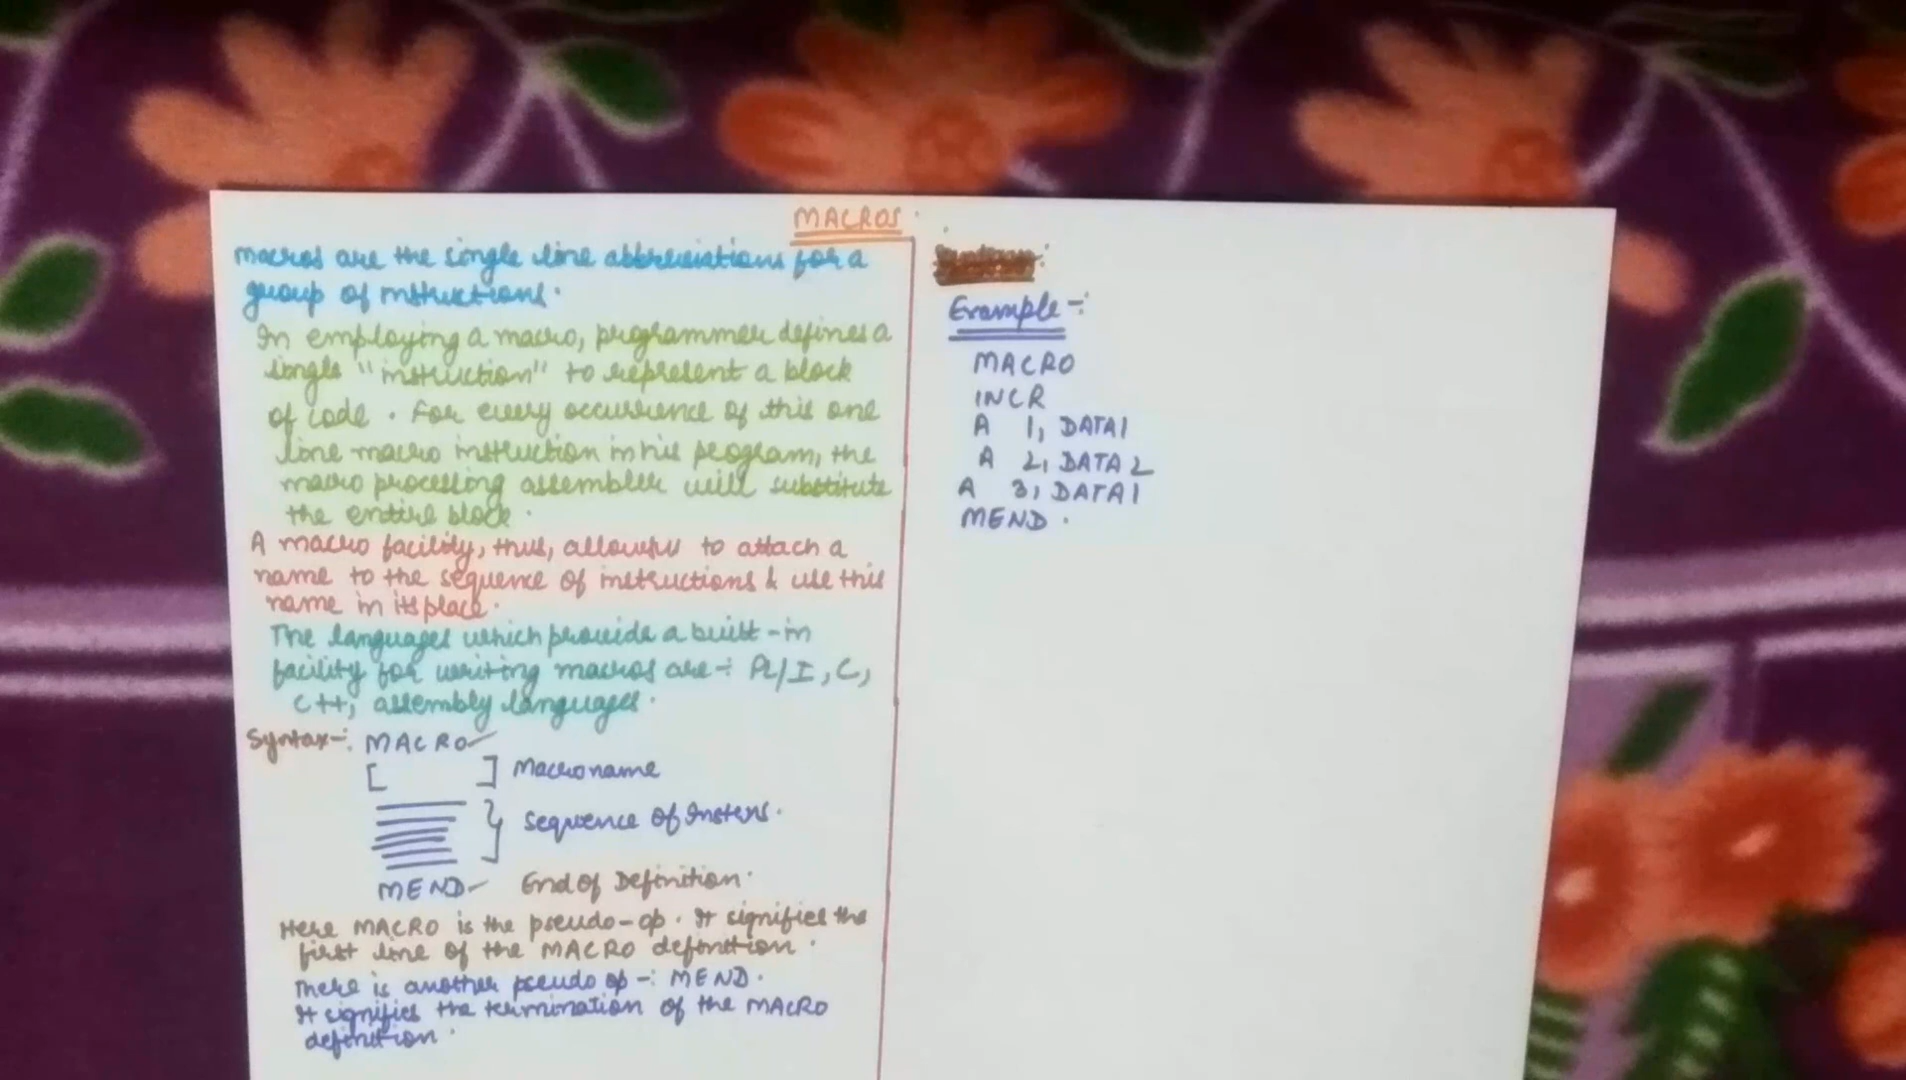 MACROS.
Macros are the single line abbreviations for a
group of instructions.
In employing a macro, programmer defines a
single "instruction" to represent a block
of code. For every occurrence of this one
line macro instruction in his program, the
macro processing assembler will substitute
the entire block.
A macro facility, thus, allows us to attach a
name to the sequence of instructions & use this
name in its place.
The languages which provide a built-in
facility for writing macros are -: PL/I, C,
C++, assembly languages.
Syntax-: MACRO
[ ] Macroname
Sequence of Instrns.
MEND End of Definition.
Here MACRO is the pseudo-op. It signifies the
first line of the MACRO definition.
There is another pseudo op -: MEND.
It signifies the termination of the MACRO
definition.
Example-:
MACRO
INCR
A 1, DATA1
A 2, DATA2
A 3, DATA1
MEND.